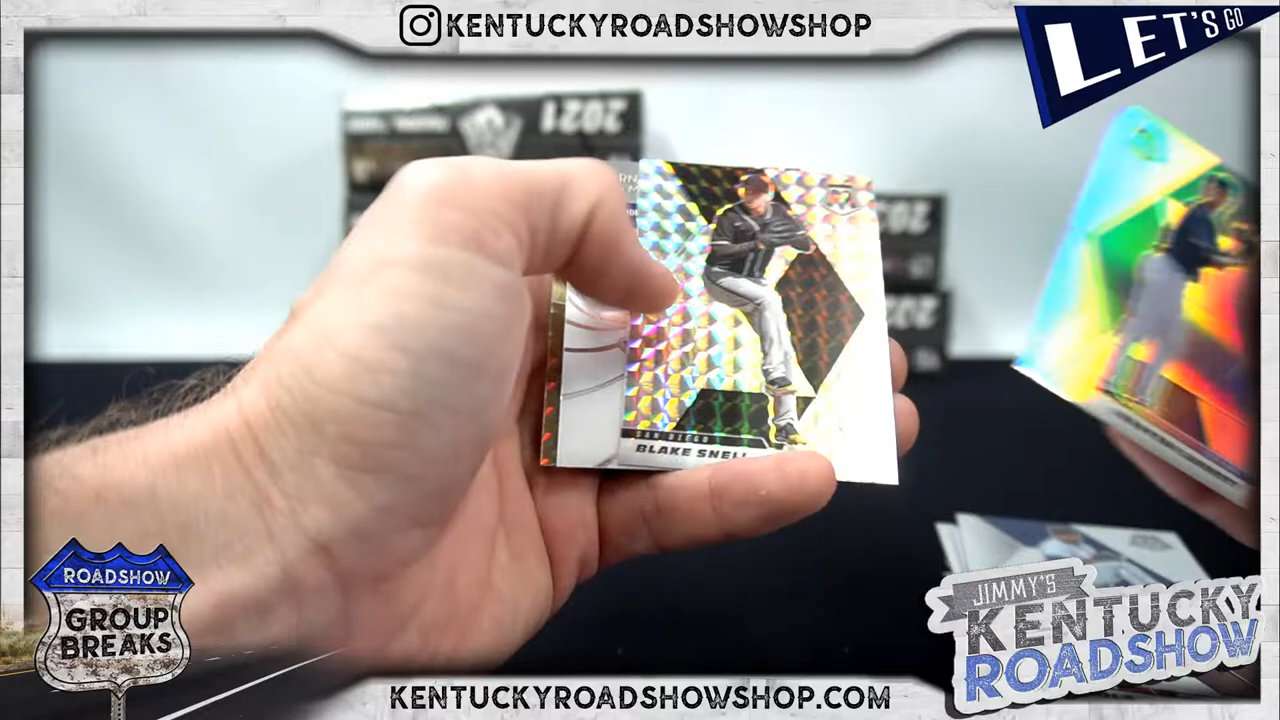 KENTUCKYROADSHOWSHOP
LET'S GO
2021
SAN DIEGO
BLAKE SNELL
ROADSHOW
GROUP
BREAKS
JIMMY'S
KENTUCKY
ROADSHOW
KENTUCKYROADSHOWSHOP.COM